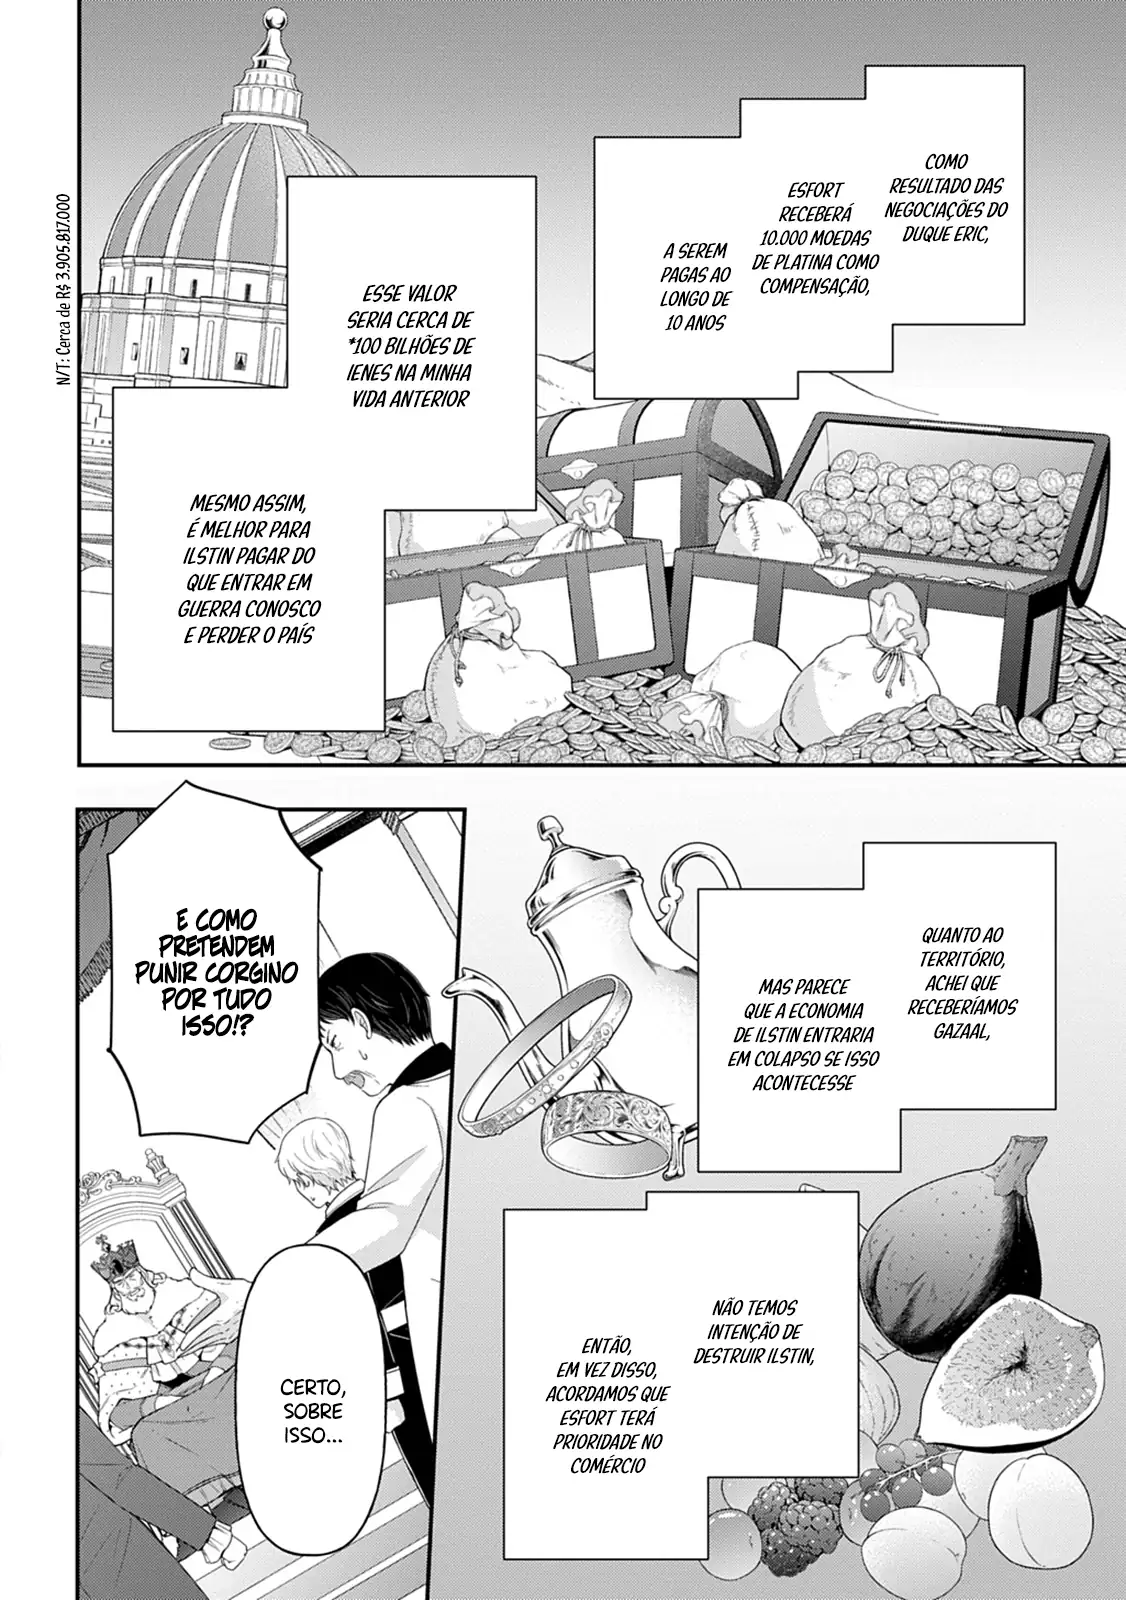 COMO
RESULTADO DAS
NEGOCIAÇÕES DO
DUQUE ERIC,
ESFORT
RECEBERÁ
10.000 MOEDAS
DE PLATINA COMO
COMPENSAÇÃO,
A SEREM
PAGAS AO
LONGO DE
10 ANOS
ESSE VALOR
SERIA CERCA DE
*100 BILHÕES DE
IENES NA MINHA
VIDA ANTERIOR
N/T: Cerca de R$ 3.905.817.000
MESMO ASSIM,
É MELHOR PARA
ILSTIN PAGAR DO
QUE ENTRAR EM
GUERRA CONOSCO
E PERDER O PAÍS
QUANTO AO
TERRITÓRIO,
ACHEI QUE
RECEBERÍAMOS
GAZAAL,
MAS PARECE
QUE A ECONOMIA
DE ILSTIN ENTRARIA
EM COLAPSO SE ISSO
ACONTECESSE
NÃO TEMOS
INTENÇÃO DE
DESTRUIR ILSTIN,
ENTÃO,
EM VEZ DISSO,
ACORDAMOS QUE
ESFORT TERÁ
PRIORIDADE NO
COMÉRCIO
E COMO
PRETENDEM
PUNIR CORGINO
POR TUDO
ISSO!?
CERTO,
SOBRE
ISSO...